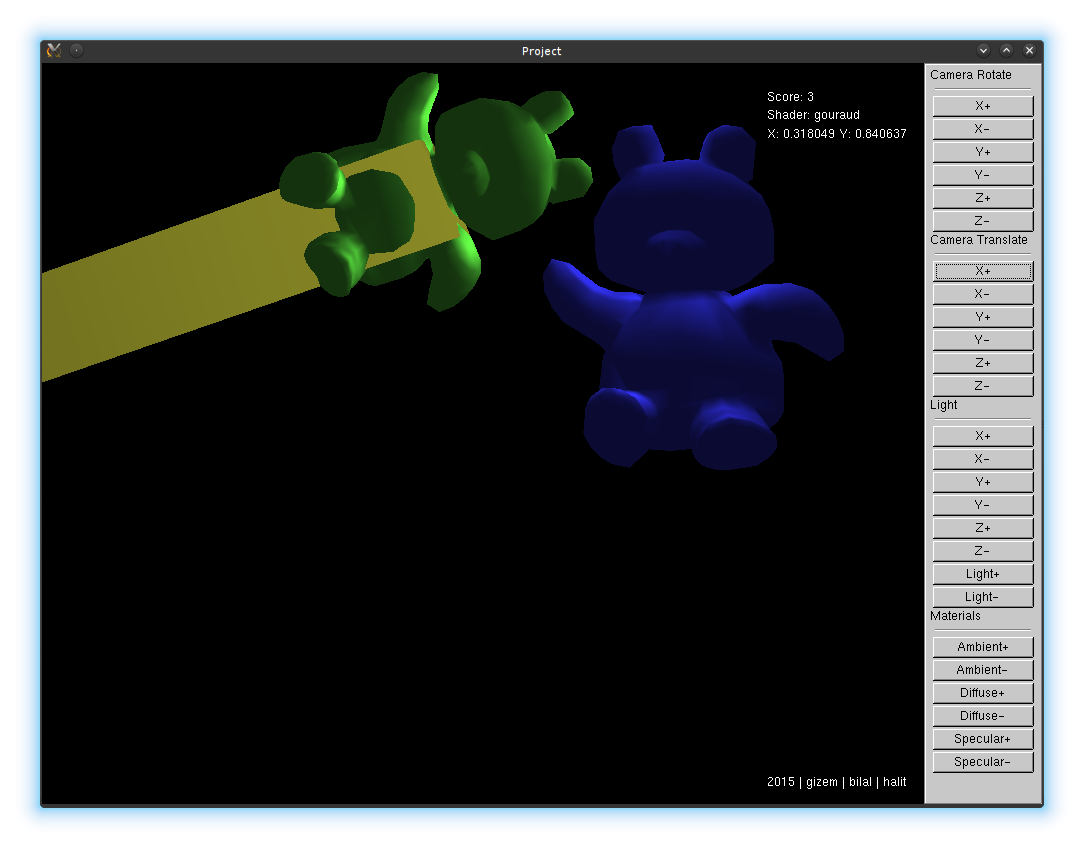 Project
Score: 3
Shader: gouraud
X: 0.318049 Y: 0.840637
2015 | gizem | bilal | halit
Camera Rotate
X+
X-
Y+
Y-
Z+
Z-
Camera Translate
X+
X-
Y+
Y-
Z+
Z-
Light
X+
X-
Y+
Y-
Z+
Z-
Light+
Light-
Materials
Ambient+
Ambient-
Diffuse+
Diffuse-
Specular+
Specular-